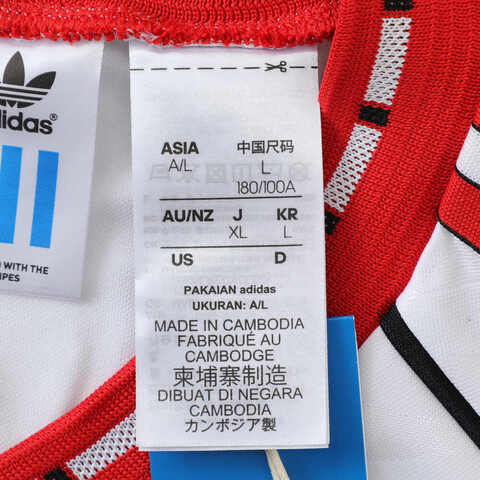 adidas®
WITH THE
ASIA 中国尺码
A/L L
180/100A
AU/NZ J KR
XL L
US D
PAKAIAN adidas
UKURAN: A/L
MADE IN CAMBODIA
FABRIQUÉ AU
CAMBODGE
柬埔寨制造
DIBUAT DI NEGARA
CAMBODIA
カンボジア製